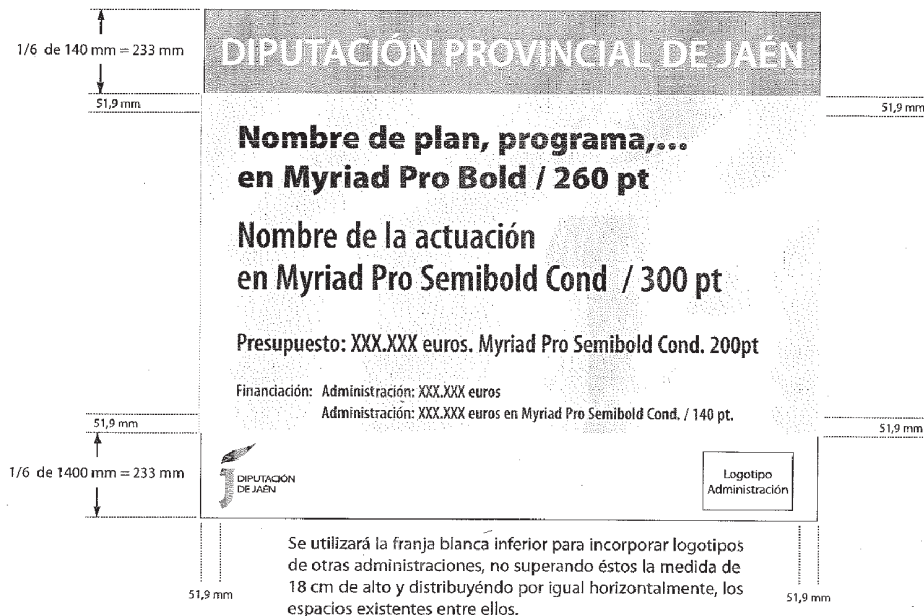 1/6 de 140 mm = 233 mm
DIPUTACIÓN PROVINCIAL DE JAÉN
51,9 mm
51,9 mm
Nombre de plan, programa,...
en Myriad Pro Bold / 260 pt
Nombre de la actuación
en Myriad Pro Semibold Cond / 300 pt
Presupuesto: XXX.XXX euros. Myriad Pro Semibold Cond. 200pt
Financiación: Administración: XXX.XXX euros
Administración: XXX.XXX euros en Myriad Pro Semibold Cond. / 140 pt.
51,9 mm
51,9 mm
1/6 de 1400 mm = 233 mm
DIPUTACIÓN
DE JAÉN
Logotipo
Administración
Se utilizará la franja blanca inferior para incorporar logotipos
de otras administraciones, no superando éstos la medida de
18 cm de alto y distribuyéndo por igual horizontalmente, los
espacios existentes entre ellos.
51,9 mm
51,9 mm